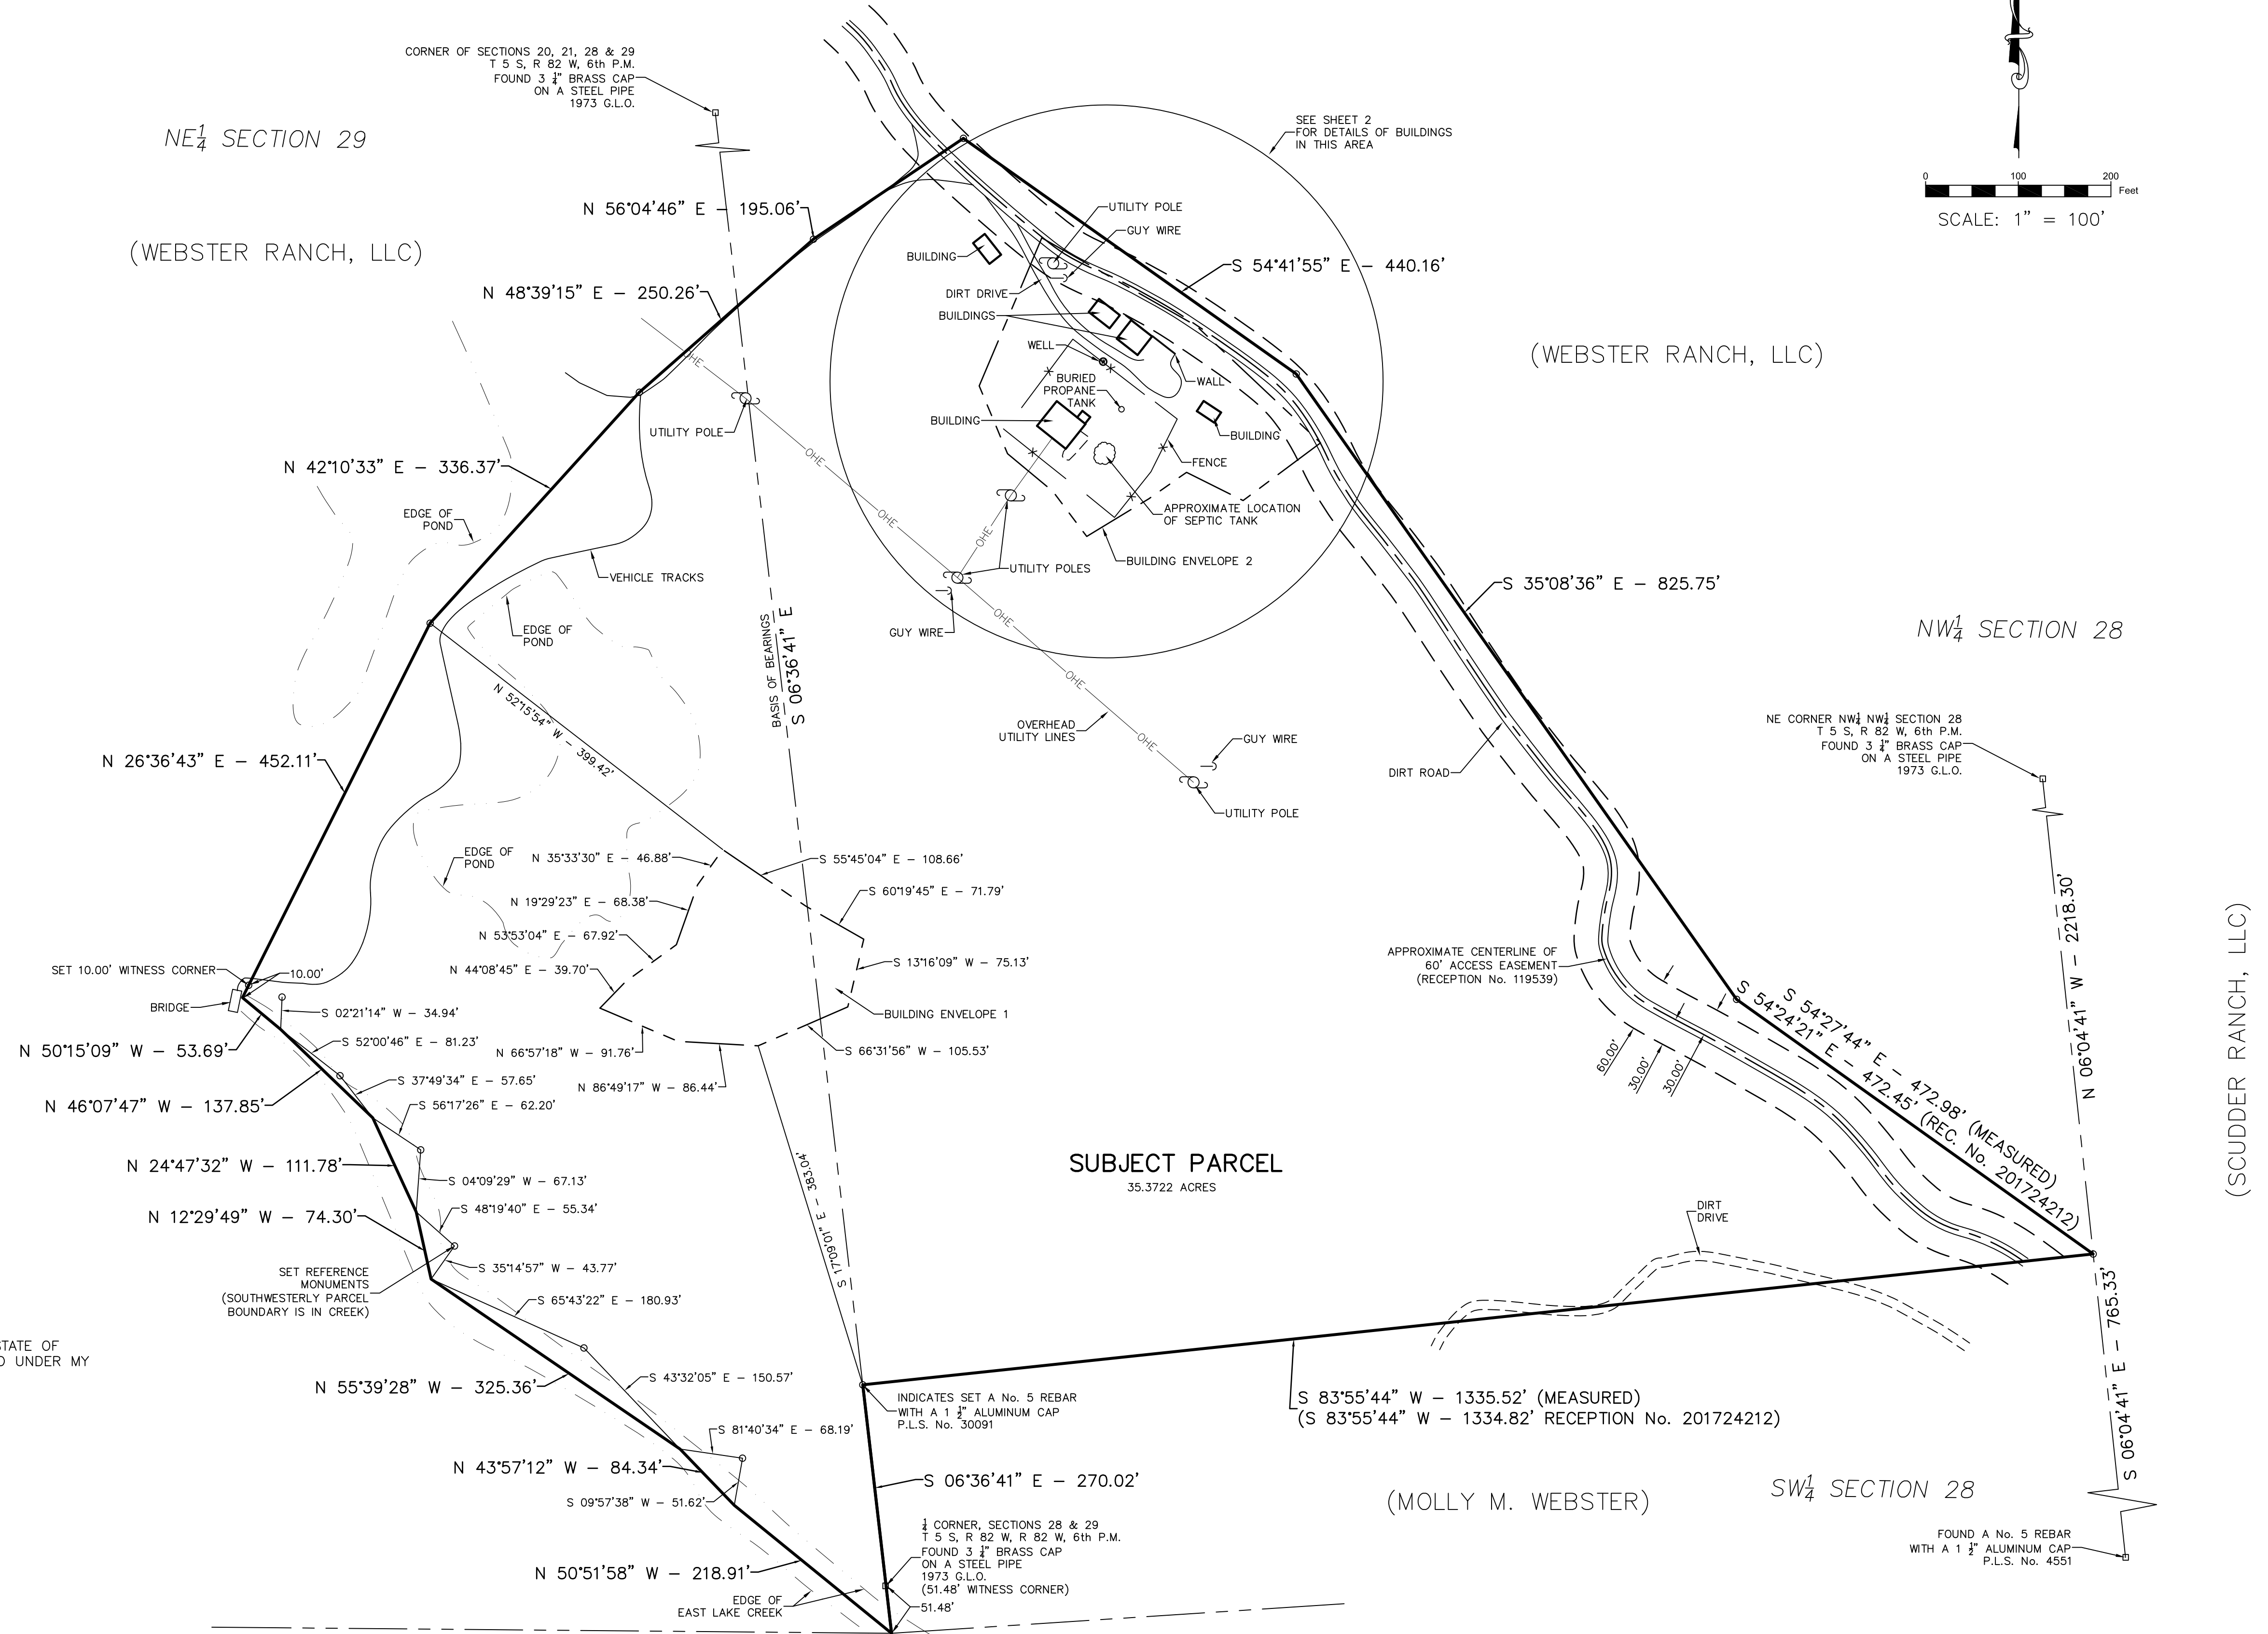 CORNER OF SECTIONS 20, 21, 28 & 29
T 5 S, R 82 W, 6th P.M.
FOUND 3 ¼" BRASS CAP
ON A STEEL PIPE
1973 G.L.O.
NE¼ SECTION 29
(WEBSTER RANCH, LLC)
SEE SHEET 2
FOR DETAILS OF BUILDINGS
IN THIS AREA
0 100 200
Feet
SCALE: 1" = 100'
N 56°04'46" E – 195.06'
N 48°39'15" E – 250.26'
N 42°10'33" E – 336.37'
UTILITY POLE
GUY WIRE
BUILDING
DIRT DRIVE
BUILDINGS
WELL
WALL
BURIED
PROPANE
TANK
BUILDING
BUILDING
FENCE
APPROXIMATE LOCATION
OF SEPTIC TANK
BUILDING ENVELOPE 2
UTILITY POLES
GUY WIRE
UTILITY POLE
OHE
OHE
OHE
OHE
OHE
OHE
OHE
S 54°41'55" E – 440.16'
(WEBSTER RANCH, LLC)
S 35°08'36" E – 825.75'
NW¼ SECTION 28
EDGE OF
POND
VEHICLE TRACKS
EDGE OF
POND
BASIS OF BEARINGS
S 06°36'41" E
N 52°15'54" W – 399.42'
OVERHEAD
UTILITY LINES
GUY WIRE
UTILITY POLE
DIRT ROAD
NE CORNER NW¼ NW¼ SECTION 28
T 5 S, R 82 W, 6th P.M.
FOUND 3 ¼" BRASS CAP
ON A STEEL PIPE
1973 G.L.O.
N 26°36'43" E – 452.11'
EDGE OF
POND
N 35°33'30" E – 46.88'
S 55°45'04" E – 108.66'
S 60°19'45" E – 71.79'
N 19°29'23" E – 68.38'
N 53°53'04" E – 67.92'
N 44°08'45" E – 39.70'
S 13°16'09" W – 75.13'
BUILDING ENVELOPE 1
S 66°31'56" W – 105.53'
N 66°57'18" W – 91.76'
N 86°49'17" W – 86.44'
APPROXIMATE CENTERLINE OF
60' ACCESS EASEMENT
(RECEPTION No. 119539)
60.00'
30.00'
30.00'
S 54°27'44" E – 472.98' (MEASURED)
S 54°24'21" E – 472.45' (REC. No. 201724212)
N 06°04'41" W – 2218.30'
(SCUDDER RANCH, LLC)
SET 10.00' WITNESS CORNER
10.00'
BRIDGE
S 02°21'14" W – 34.94'
N 50°15'09" W – 53.69'
S 52°00'46" E – 81.23'
S 37°49'34" E – 57.65'
N 46°07'47" W – 137.85'
S 56°17'26" E – 62.20'
N 24°47'32" W – 111.78'
S 04°09'29" W – 67.13'
S 48°19'40" E – 55.34'
N 12°29'49" W – 74.30'
S 35°14'57" W – 43.77'
SET REFERENCE
MONUMENTS
(SOUTHWESTERLY PARCEL
BOUNDARY IS IN CREEK)
S 65°43'22" E – 180.93'
S 17°09'01" E – 383.04'
SUBJECT PARCEL
35.3722 ACRES
DIRT
DRIVE
STATE OF
UNDER MY
N 55°39'28" W – 325.36'
S 43°32'05" E – 150.57'
S 81°40'34" E – 68.19'
N 43°57'12" W – 84.34'
S 09°57'38" W – 51.62'
INDICATES SET A No. 5 REBAR
WITH A 1 ½" ALUMINUM CAP
P.L.S. No. 30091
S 83°55'44" W – 1335.52' (MEASURED)
(S 83°55'44" W – 1334.82' RECEPTION No. 201724212)
S 06°04'41" E – 765.33'
S 06°36'41" E – 270.02'
(MOLLY M. WEBSTER)
SW¼ SECTION 28
¼ CORNER, SECTIONS 28 & 29
T 5 S, R 82 W, R 82 W, 6th P.M.
FOUND 3 ¼" BRASS CAP
ON A STEEL PIPE
1973 G.L.O.
(51.48' WITNESS CORNER)
51.48'
N 50°51'58" W – 218.91'
EDGE OF
EAST LAKE CREEK
FOUND A No. 5 REBAR
WITH A 1 ½" ALUMINUM CAP
P.L.S. No. 4551